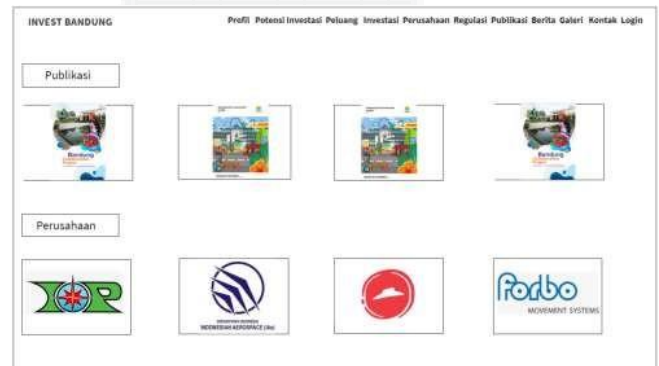 INVEST BANDUNG
Profil Potensi Investasi Peluang Investasi Perusahaan Regulasi Publikasi Berita Galeri Kontak Login
Publikasi
Bandung
Bandung
Perusahaan
INDONESIAN AEROSPACE (IAe)
Forbo
MOVEMENT SYSTEMS